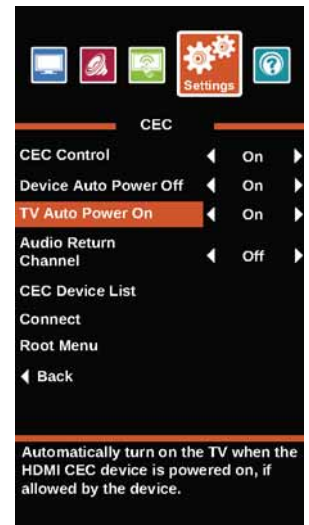 Settings
CEC
CEC Control On
Device Auto Power Off On
TV Auto Power On On
Audio Return
Channel Off
CEC Device List
Connect
Root Menu
Back
Automatically turn on the TV when the
HDMI CEC device is powered on, if
allowed by the device.